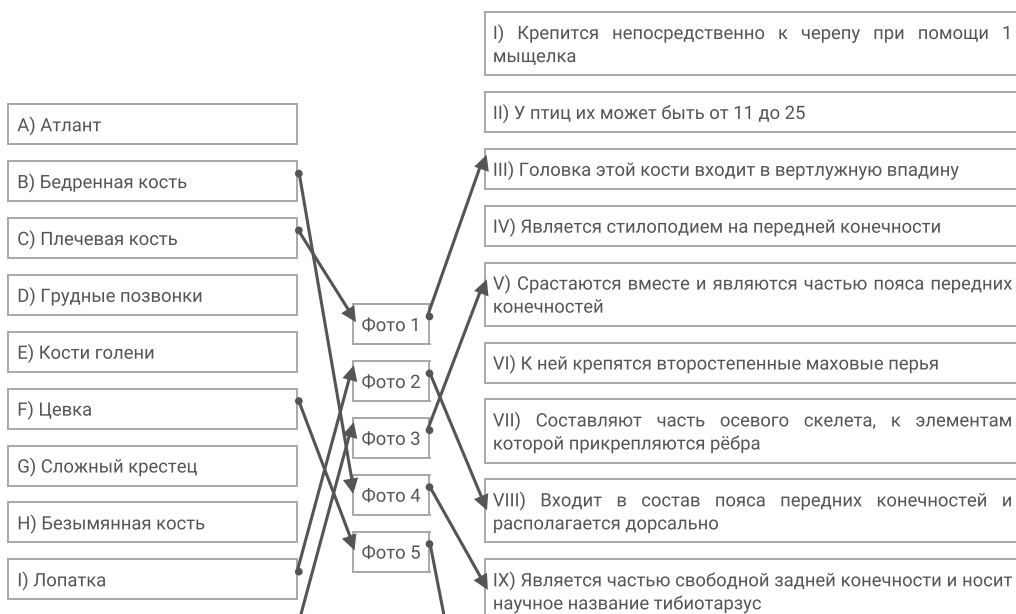 A) Атлант
B) Бедренная кость
C) Плечевая кость
D) Грудные позвонки
E) Кости голени
F) Цевка
G) Сложный крестец
H) Безымянная кость
I) Лопатка
Фото 1
Фото 2
Фото 3
Фото 4
Фото 5
I) Крепится непосредственно к черепу при помощи 1
мыщелка
II) У птиц их может быть от 11 до 25
III) Головка этой кости входит в вертлужную впадину
IV) Является стилоподием на передней конечности
V) Срастаются вместе и являются частью пояса передних
конечностей
VI) К ней крепятся второстепенные маховые перья
VII) Составляют часть осевого скелета, к элементам
которой прикрепляются рёбра
VIII) Входит в состав пояса передних конечностей и
располагается дорсально
IX) Является частью свободной задней конечности и носит
научное название тибиотарзус